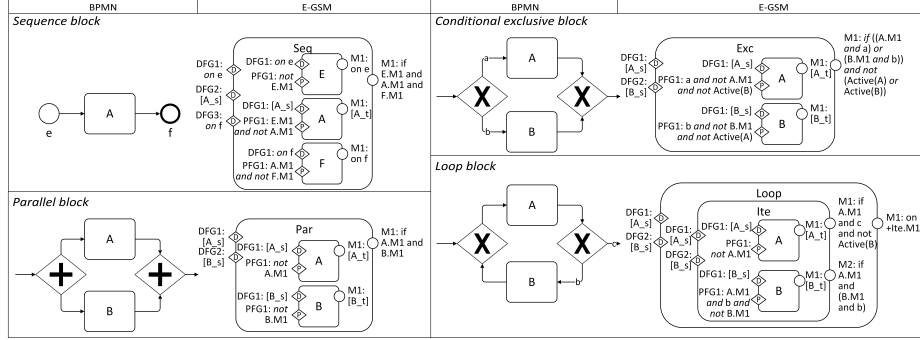 BPMN
E-GSM
BPMN
E-GSM
Sequence block
e
A
f
Seq
DFG1:
on e
DFG2:
[A_s]
DFG3:
on f
DFG1: on e
PFG1: not
E.M1
D
P
E
M1:
on e
DFG1: [A_s]
PFG1: E.M1
and not A.M1
D
P
A
M1:
[A_t]
DFG1: on f
PFG1: A.M1
and not F.M1
D
P
F
M1:
on f
D
D
D
M1: if
E.M1 and
A.M1 and
F.M1
Parallel block
A
B
Par
DFG1:
[A_s]
DFG2:
[B_s]
D
D
DFG1: [A_s]
PFG1: not
A.M1
D
P
A
M1:
[A_t]
DFG1: [B_s]
PFG1: not
B.M1
D
P
B
M1:
[B_t]
M1: if
A.M1 and
B.M1
Conditional exclusive block
a
A
X
X
b
B
Exc
DFG1:
[A_s]
DFG2:
[B_s]
D
D
DFG1: [A_s]
PFG1: a and not A.M1
and not Active(B)
D
P
A
M1:
[A_t]
DFG1: [B_s]
PFG1: b and not B.M1
and not Active(A)
D
P
B
M1:
[B_t]
M1: if ((A.M1
and a) or
(B.M1 and b))
and not
(Active(A) or
Active(B))
Loop block
A
X
X
c
b
B
Loop
Ite
DFG1:
[A_s]
DFG2:
[B_s]
D
D
DFG1:
[A_s]
DFG2:
[B_s]
D
D
DFG1: [A_s]
PFG1:
not A.M1
D
P
A
M1:
[A_t]
DFG1: [B_s]
PFG1: A.M1
and b and
not B.M1
D
P
B
M1:
[B_t]
M1: if
A.M1
and c
and not
Active(B)
M2: if
A.M1
and
(B.M1
and b)
M1: on
+Ite.M1